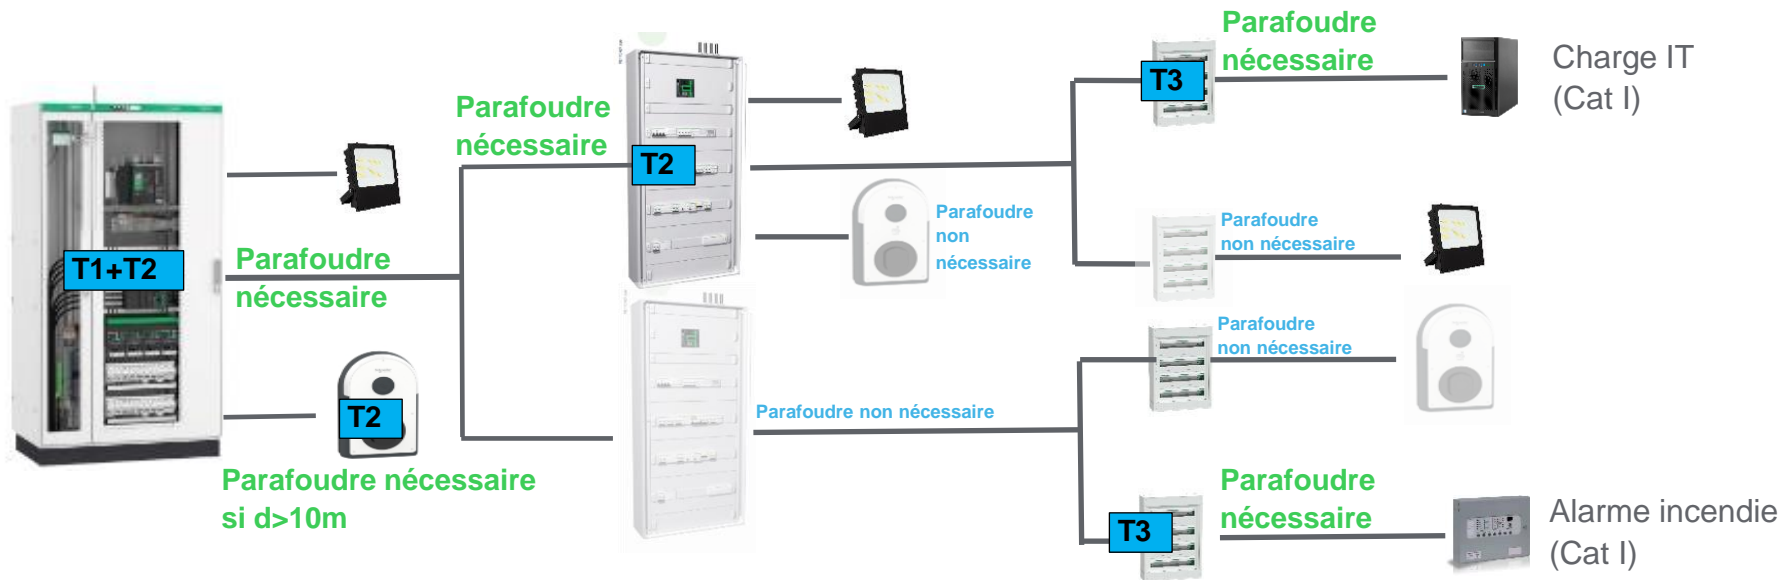 Parafoudre
nécessaire
T3
Charge IT
(Cat I)
Parafoudre
nécessaire
T2
Parafoudre
non
nécessaire
Parafoudre
non nécessaire
T1+T2
Parafoudre
nécessaire
Parafoudre
non nécessaire
T2
Parafoudre non nécessaire
Parafoudre nécessaire
si d>10m
Parafoudre
nécessaire
T3
Alarme incendie
(Cat I)